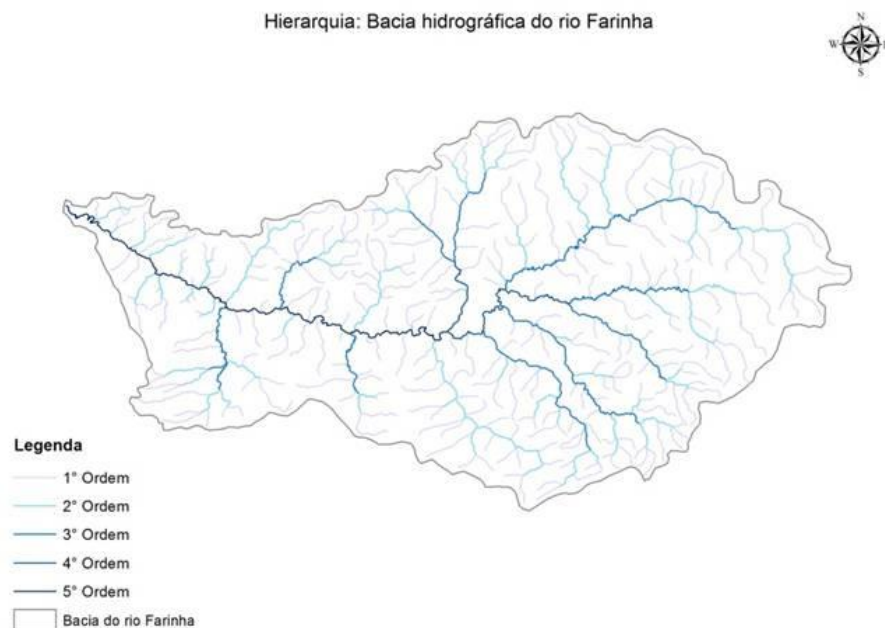 Hierarquia: Bacia hidrográfica do rio Farinha
N
W
E
S
Legenda
1° Ordem
2° Ordem
3° Ordem
4° Ordem
5° Ordem
Bacia do rio Farinha